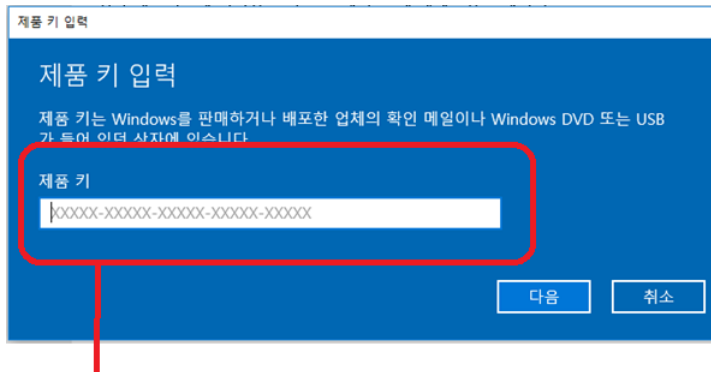 제품 키 입력
제품 키 입력
제품 키는 Windows를 판매하거나 배포한 업체의 확인 메일이나 Windows DVD 또는 USB
가 들어 있던 상자에 있습니다.
제품 키
XXXXX-XXXXX-XXXXX-XXXXX-XXXXX
다음
취소